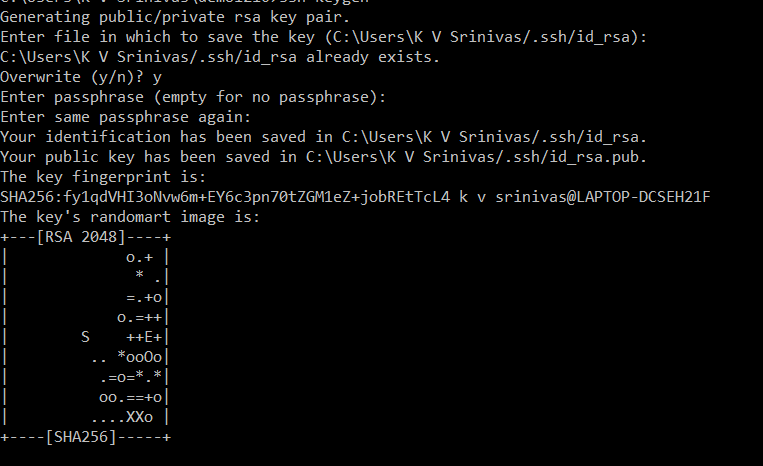 Generating public/private rsa key pair.
Enter file in which to save the key (C:\Users\K V Srinivas/.ssh/id_rsa):
C:\Users\K V Srinivas/.ssh/id_rsa already exists.
Overwrite (y/n)? y
Enter passphrase (empty for no passphrase):
Enter same passphrase again:
Your identification has been saved in C:\Users\K V Srinivas/.ssh/id_rsa.
Your public key has been saved in C:\Users\K V Srinivas/.ssh/id_rsa.pub.
The key fingerprint is:
SHA256:fy1qdVHI3oNvw6m+EY6c3pn70tZGM1eZ+jobREtTcL4 k v srinivas@LAPTOP-DCSEH21F
The key's randomart image is:
+---[RSA 2048]----+
|             o.+ |
|              * .|
|             =.+o|
|            o.=++|
|        S    ++E+|
|         .. *ooOo|
|          .=o=*.*|
|          oo.==+o|
|         ....XXo |
+----[SHA256]-----+